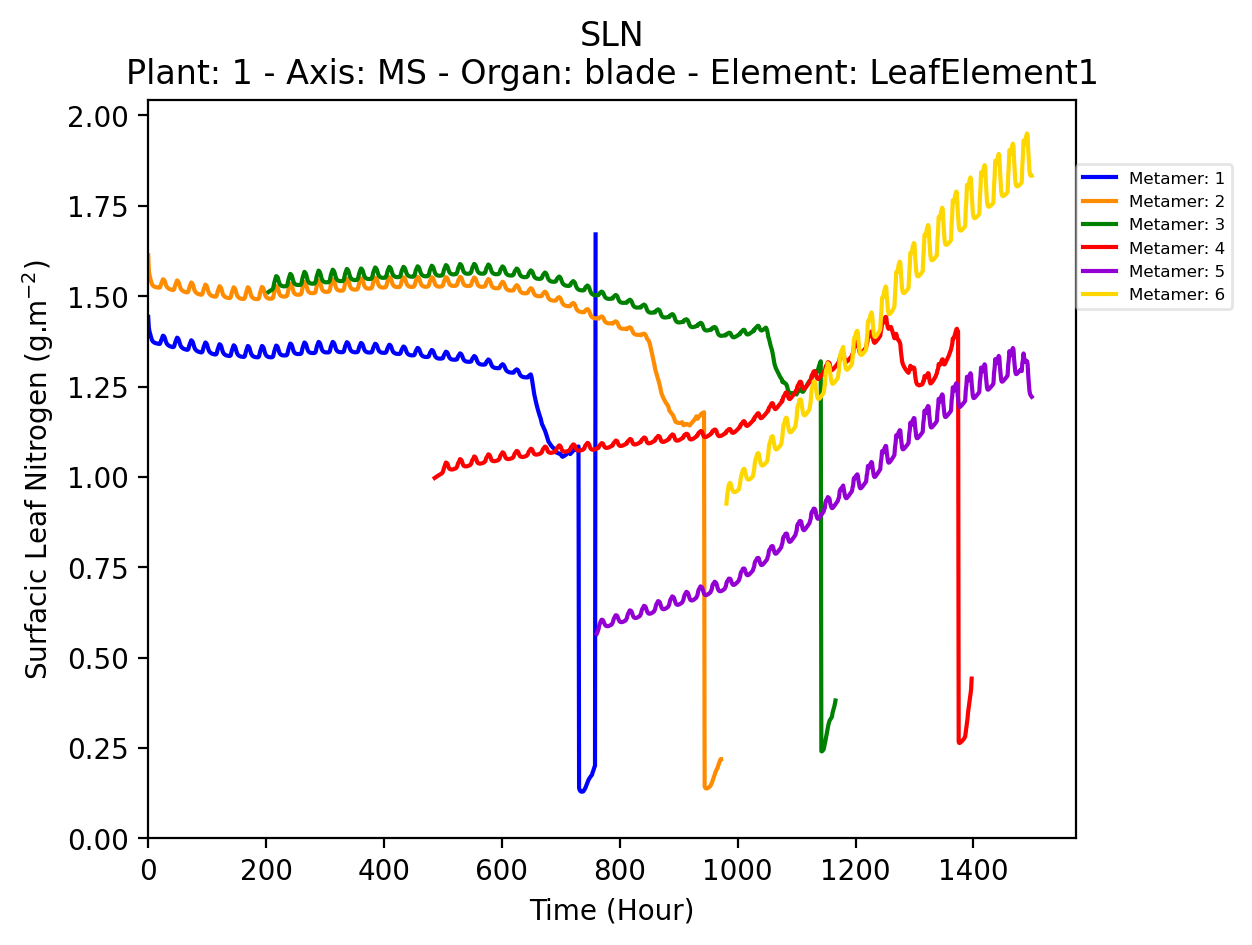 SLN
Plant: 1 - Axis: MS - Organ: blade - Element: LeafElement1
2.00
1.75
1.50
1.25
1.00
0.75
0.50
0.25
0.00
Surfacic Leaf Nitrogen (g.m⁻²)
0 200 400 600 800 1000 1200 1400
Time (Hour)
Metamer: 1
Metamer: 2
Metamer: 3
Metamer: 4
Metamer: 5
Metamer: 6